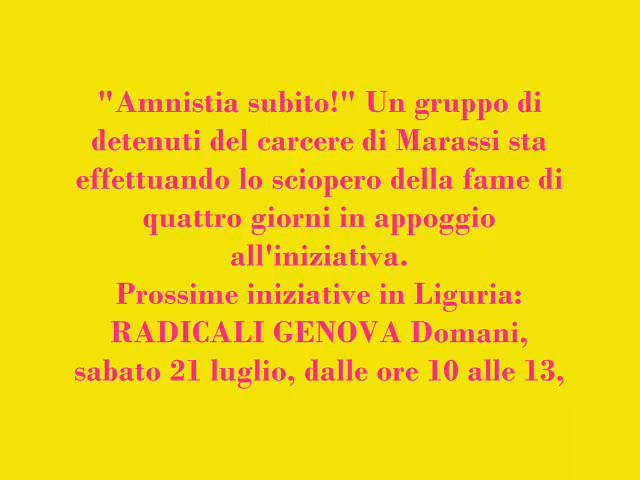 "Amnistia subito!" Un gruppo di
detenuti del carcere di Marassi sta
effettuando lo sciopero della fame di
quattro giorni in appoggio
all'iniziativa.
Prossime iniziative in Liguria:
RADICALI GENOVA Domani,
sabato 21 luglio, dalle ore 10 alle 13,